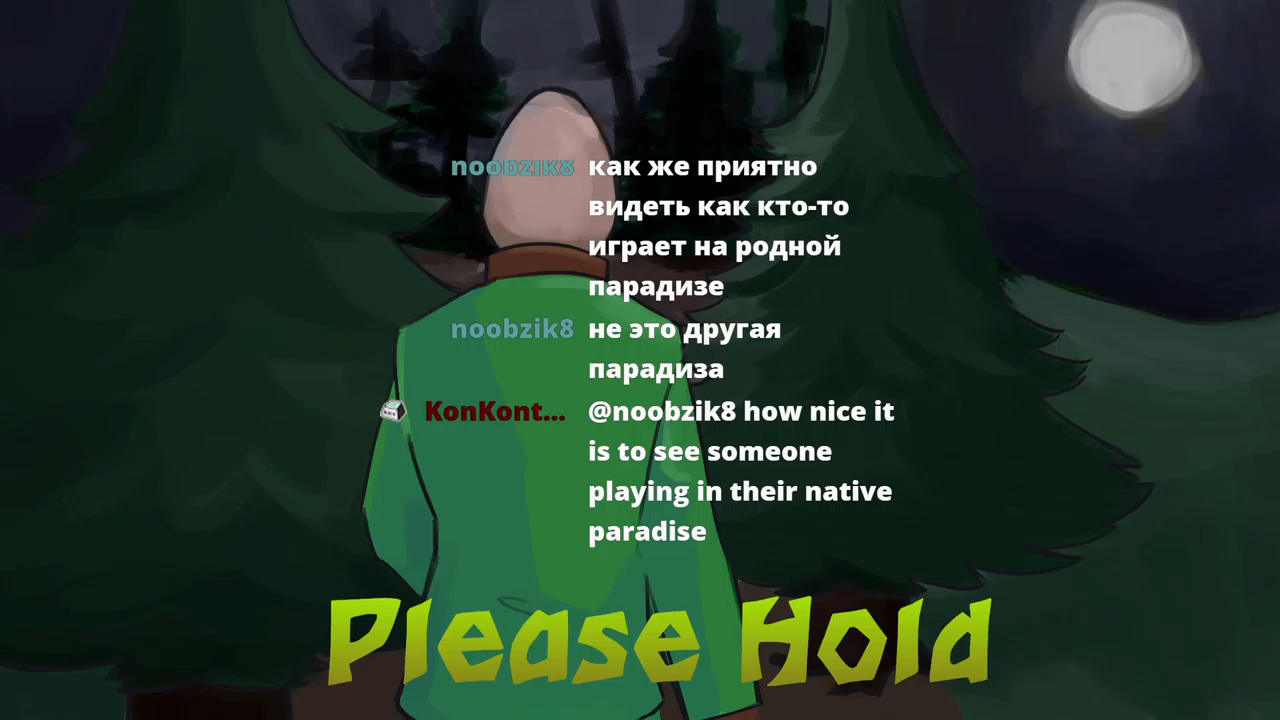 noobzik8 как же приятно
видеть как кто-то
играет на родной
парадизе
noobzik8 не это другая
парадиза
KonKont... @noobzik8 how nice it
is to see someone
playing in their native
paradise
Please Hold